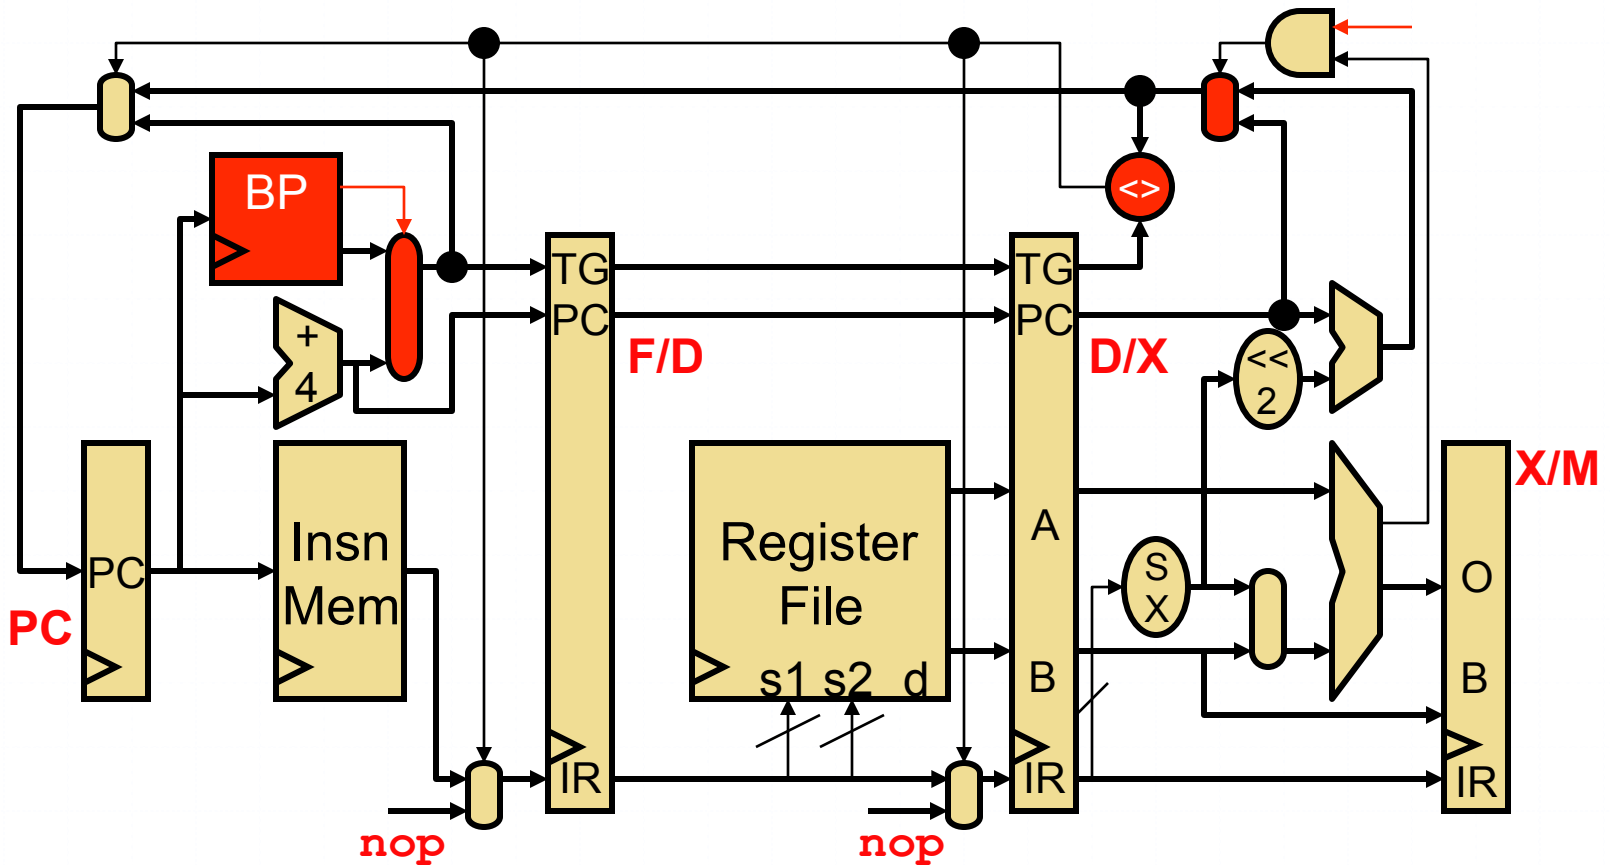 BP
<>
TG
TG
+
4
PC
PC
F/D
D/X
<<
2
X/M
PC
PC
Insn
Mem
Register
File
s1 s2 d
A
B
S
X
O
B
IR
IR
IR
nop
nop